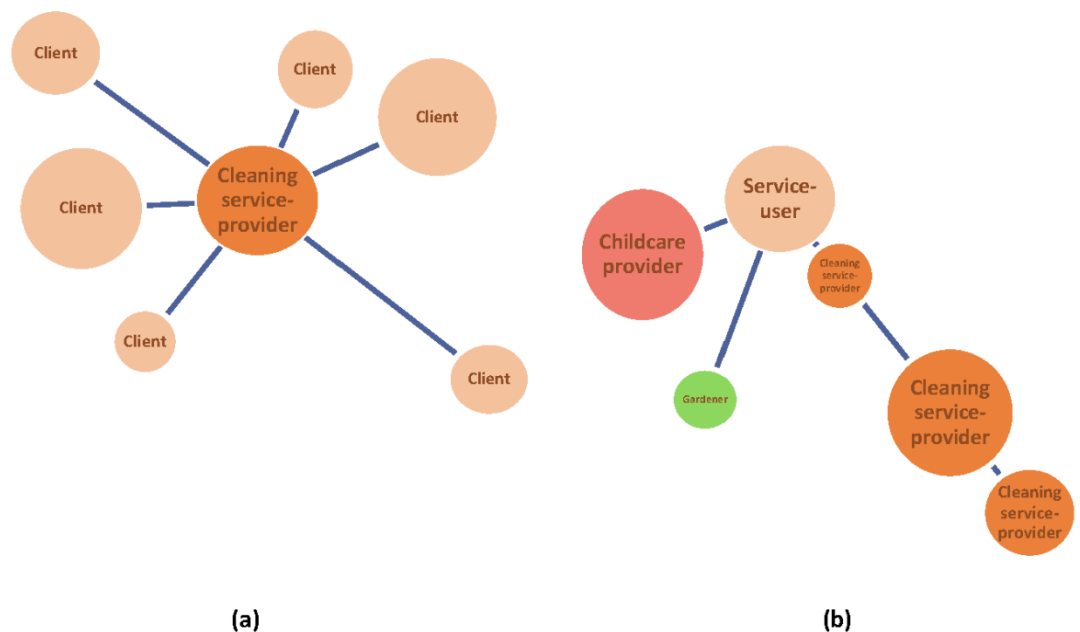 Client
Client
Client
Client
Cleaning
service-
provider
Client
Client
(a)
Service-
user
Childcare
provider
Cleaning
service-
provider
Gardener
Cleaning
service-
provider
Cleaning
service-
provider
(b)